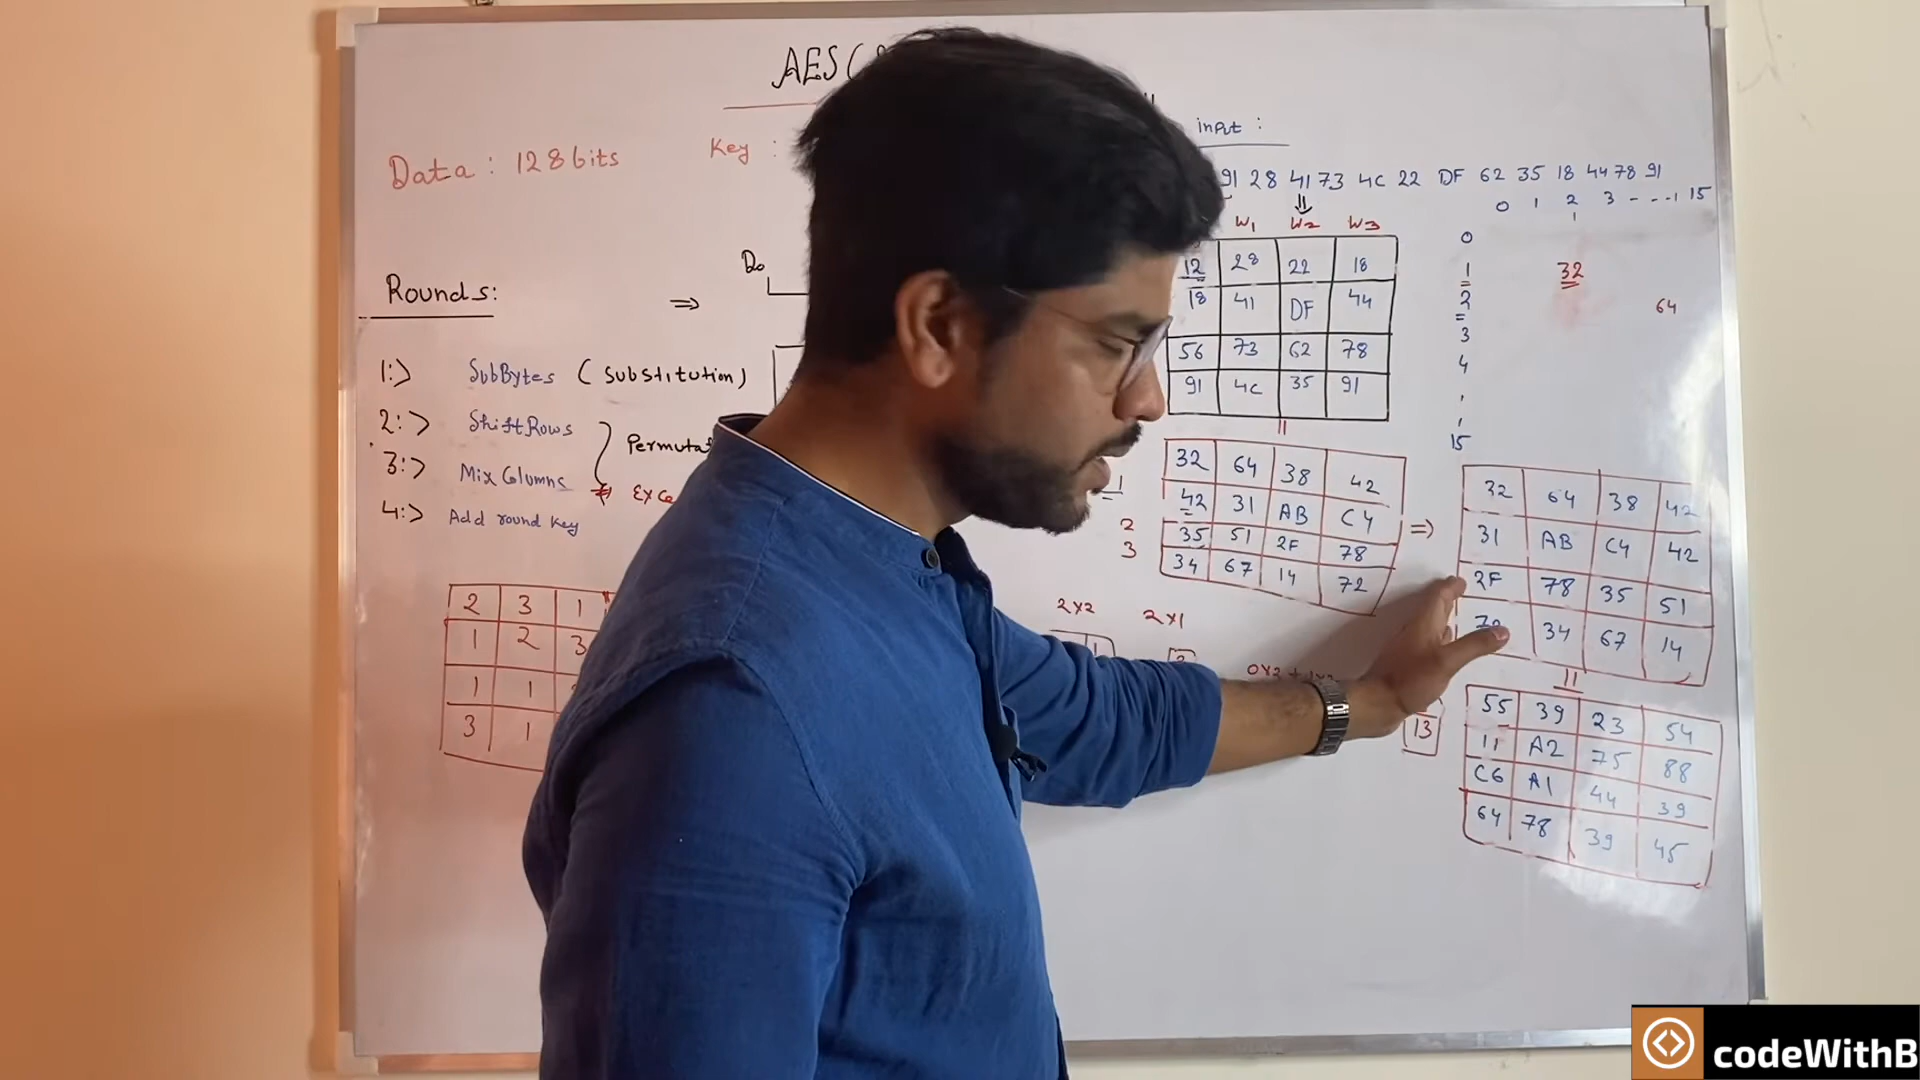 AES (
Data : 128 bits
Key :
input :
91 28 41 73 4C 22 DF 62 35 18 44 78 91
0 1 2 3 - - - 15
W1 W2 W3
12 28 22 18
18 41 DF 44
56 73 62 78
91 4C 35 91
0
1
2
3
4
15
32
64
D0
Rounds:
⇒
1:> SubBytes (Substitution)
2:> ShiftRows
3:> Mix Columns
4:> Add round key
1
2
3
32 64 38 42
42 31 AB C4
35 51 2F 78
34 67 14 72
⇒
32 64 38 42
31 AB C4 42
2F 78 35 51
34 67 14
2 3 1
1 2 3
1 1
3 1
2x2 2x1
13
55 39 23 54
11 A2 75 88
C6 A1 44 39
64 78 39 45
codeWithB